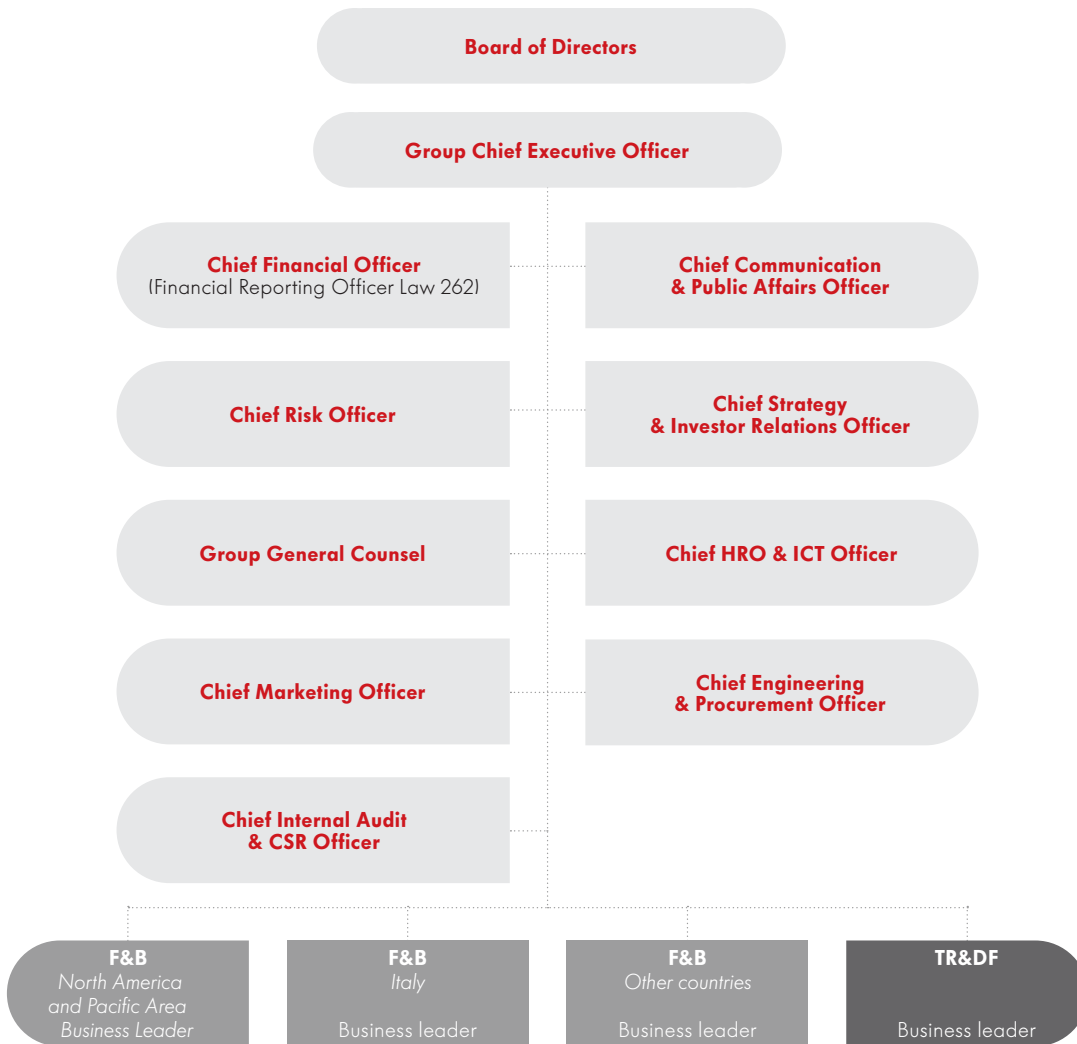 Board of Directors
Group Chief Executive Officer
Chief Financial Officer
(Financial Reporting Officer Law 262)
Chief Communication
& Public Affairs Officer
Chief Risk Officer
Chief Strategy
& Investor Relations Officer
Group General Counsel
Chief HRO & ICT Officer
Chief Marketing Officer
Chief Engineering
& Procurement Officer
Chief Internal Audit
& CSR Officer
F&B
North America
and Pacific Area
Business Leader
F&B
Italy
Business leader
F&B
Other countries
Business leader
TR&DF
Business leader